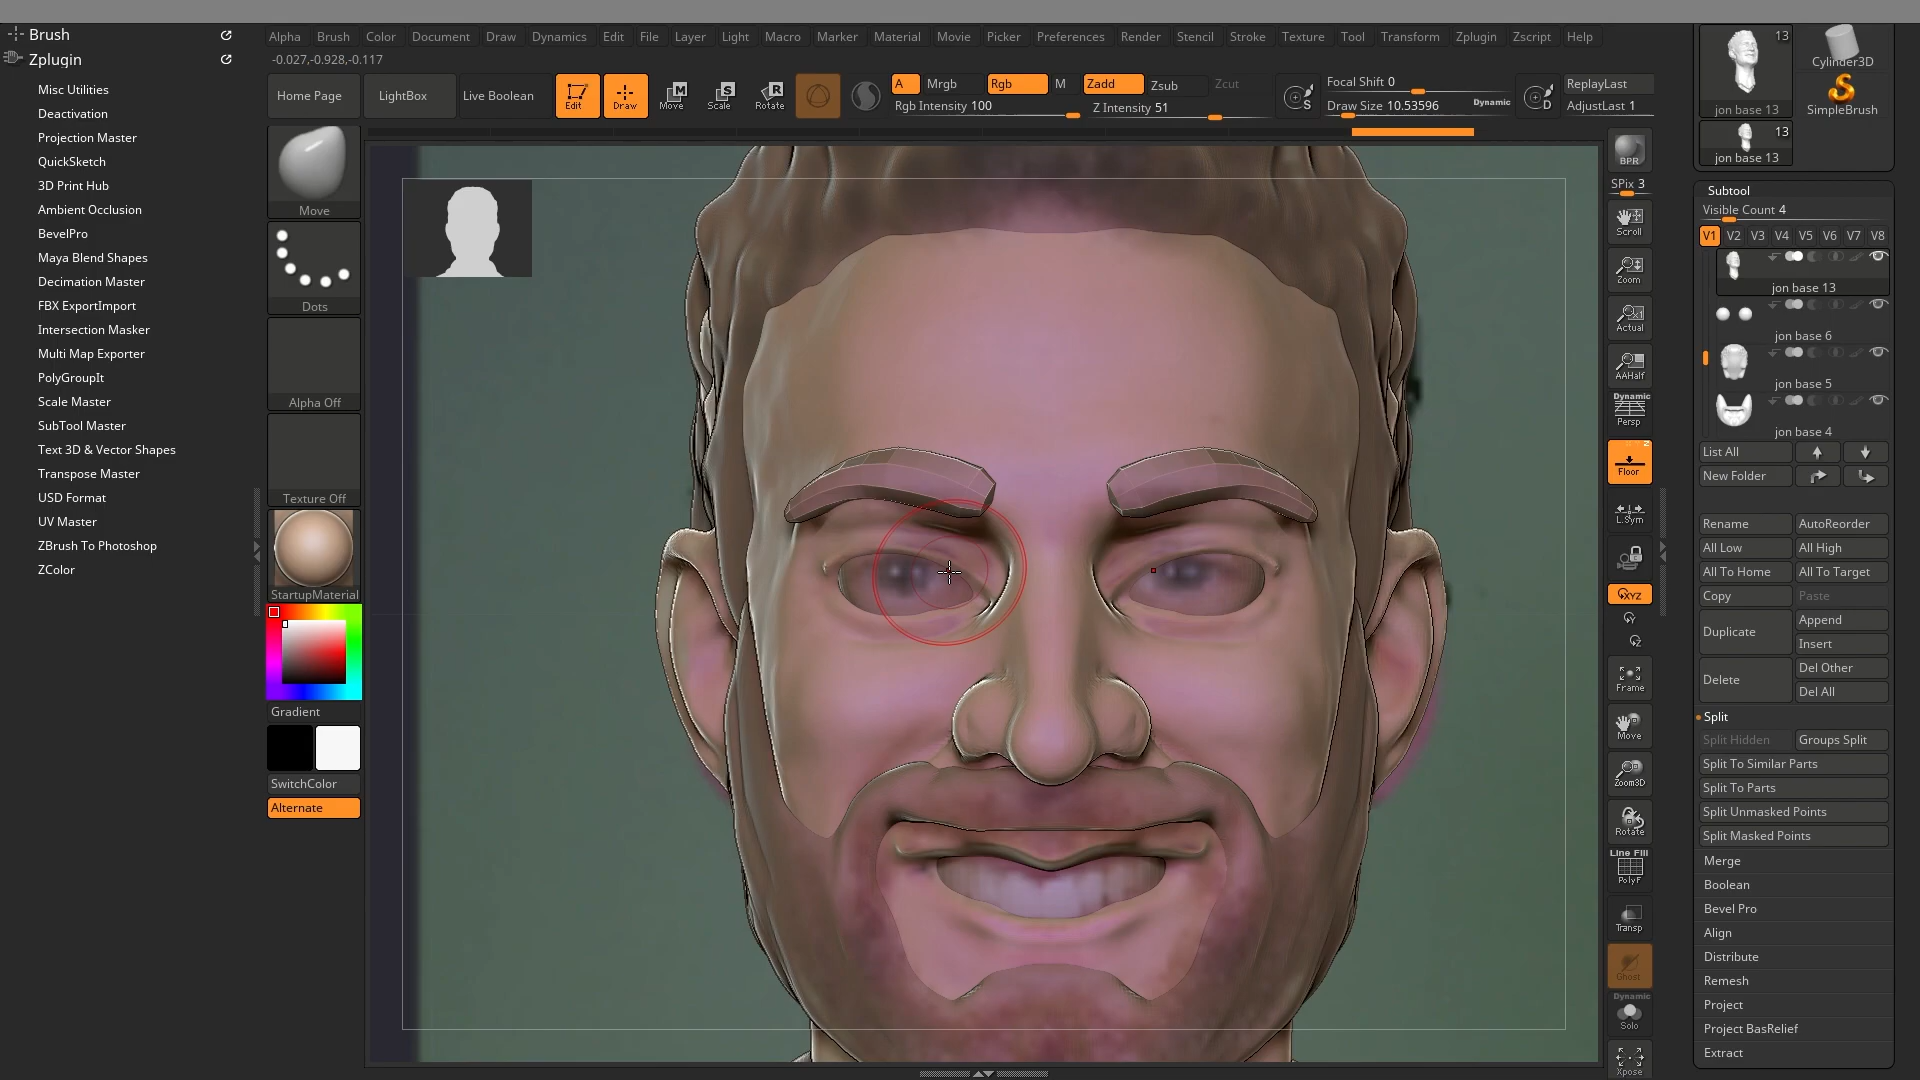 Brush
Zplugin
Misc Utilities
Deactivation
Projection Master
QuickSketch
3D Print Hub
Ambient Occlusion
BevelPro
Maya Blend Shapes
Decimation Master
FBX ExportImport
Intersection Masker
Multi Map Exporter
PolyGroupIt
Scale Master
SubTool Master
Text 3D & Vector Shapes
Transpose Master
USD Format
UV Master
ZBrush To Photoshop
ZColor
Alpha Brush Color Document Draw Dynamics Edit File Layer Light Macro Marker Material Movie Picker Preferences Render Stencil Stroke Texture Tool Transform Zplugin Zscript Help
-0.027,-0.928,-0.117
Home Page LightBox Live Boolean Edit Draw Move Scale Rotate
A Mrgb Rgb M Zadd Zsub Zcut
Rgb Intensity 100 Z Intensity 51
S Focal Shift 0
Draw Size 10.53596 Dynamic
D ReplayLast
AdjustLast 1
Move
Dots
Alpha Off
Texture Off
StartupMaterial
Gradient
SwitchColor
Alternate
BPR
SPix 3
Scroll
Zoom
Actual
AAHalf
Dynamic
Persp
Floor
L.Sym
XYZ
Frame
Move
Zoom3D
Rotate
Line Fill
PolyF
Transp
Ghost
Dynamic
Solo
Xpose
13
jon base 13
Cylinder3D
SimpleBrush
13
jon base 13
Subtool
Visible Count 4
V1 V2 V3 V4 V5 V6 V7 V8
jon base 13
jon base 6
jon base 5
jon base 4
List All
New Folder
Rename AutoReorder
All Low All High
All To Home All To Target
Copy Paste
Duplicate Append
Insert
Delete Del Other
Del All
Split
Split Hidden Groups Split
Split To Similar Parts
Split To Parts
Split Unmasked Points
Split Masked Points
Merge
Boolean
Bevel Pro
Align
Distribute
Remesh
Project
Project BasRelief
Extract